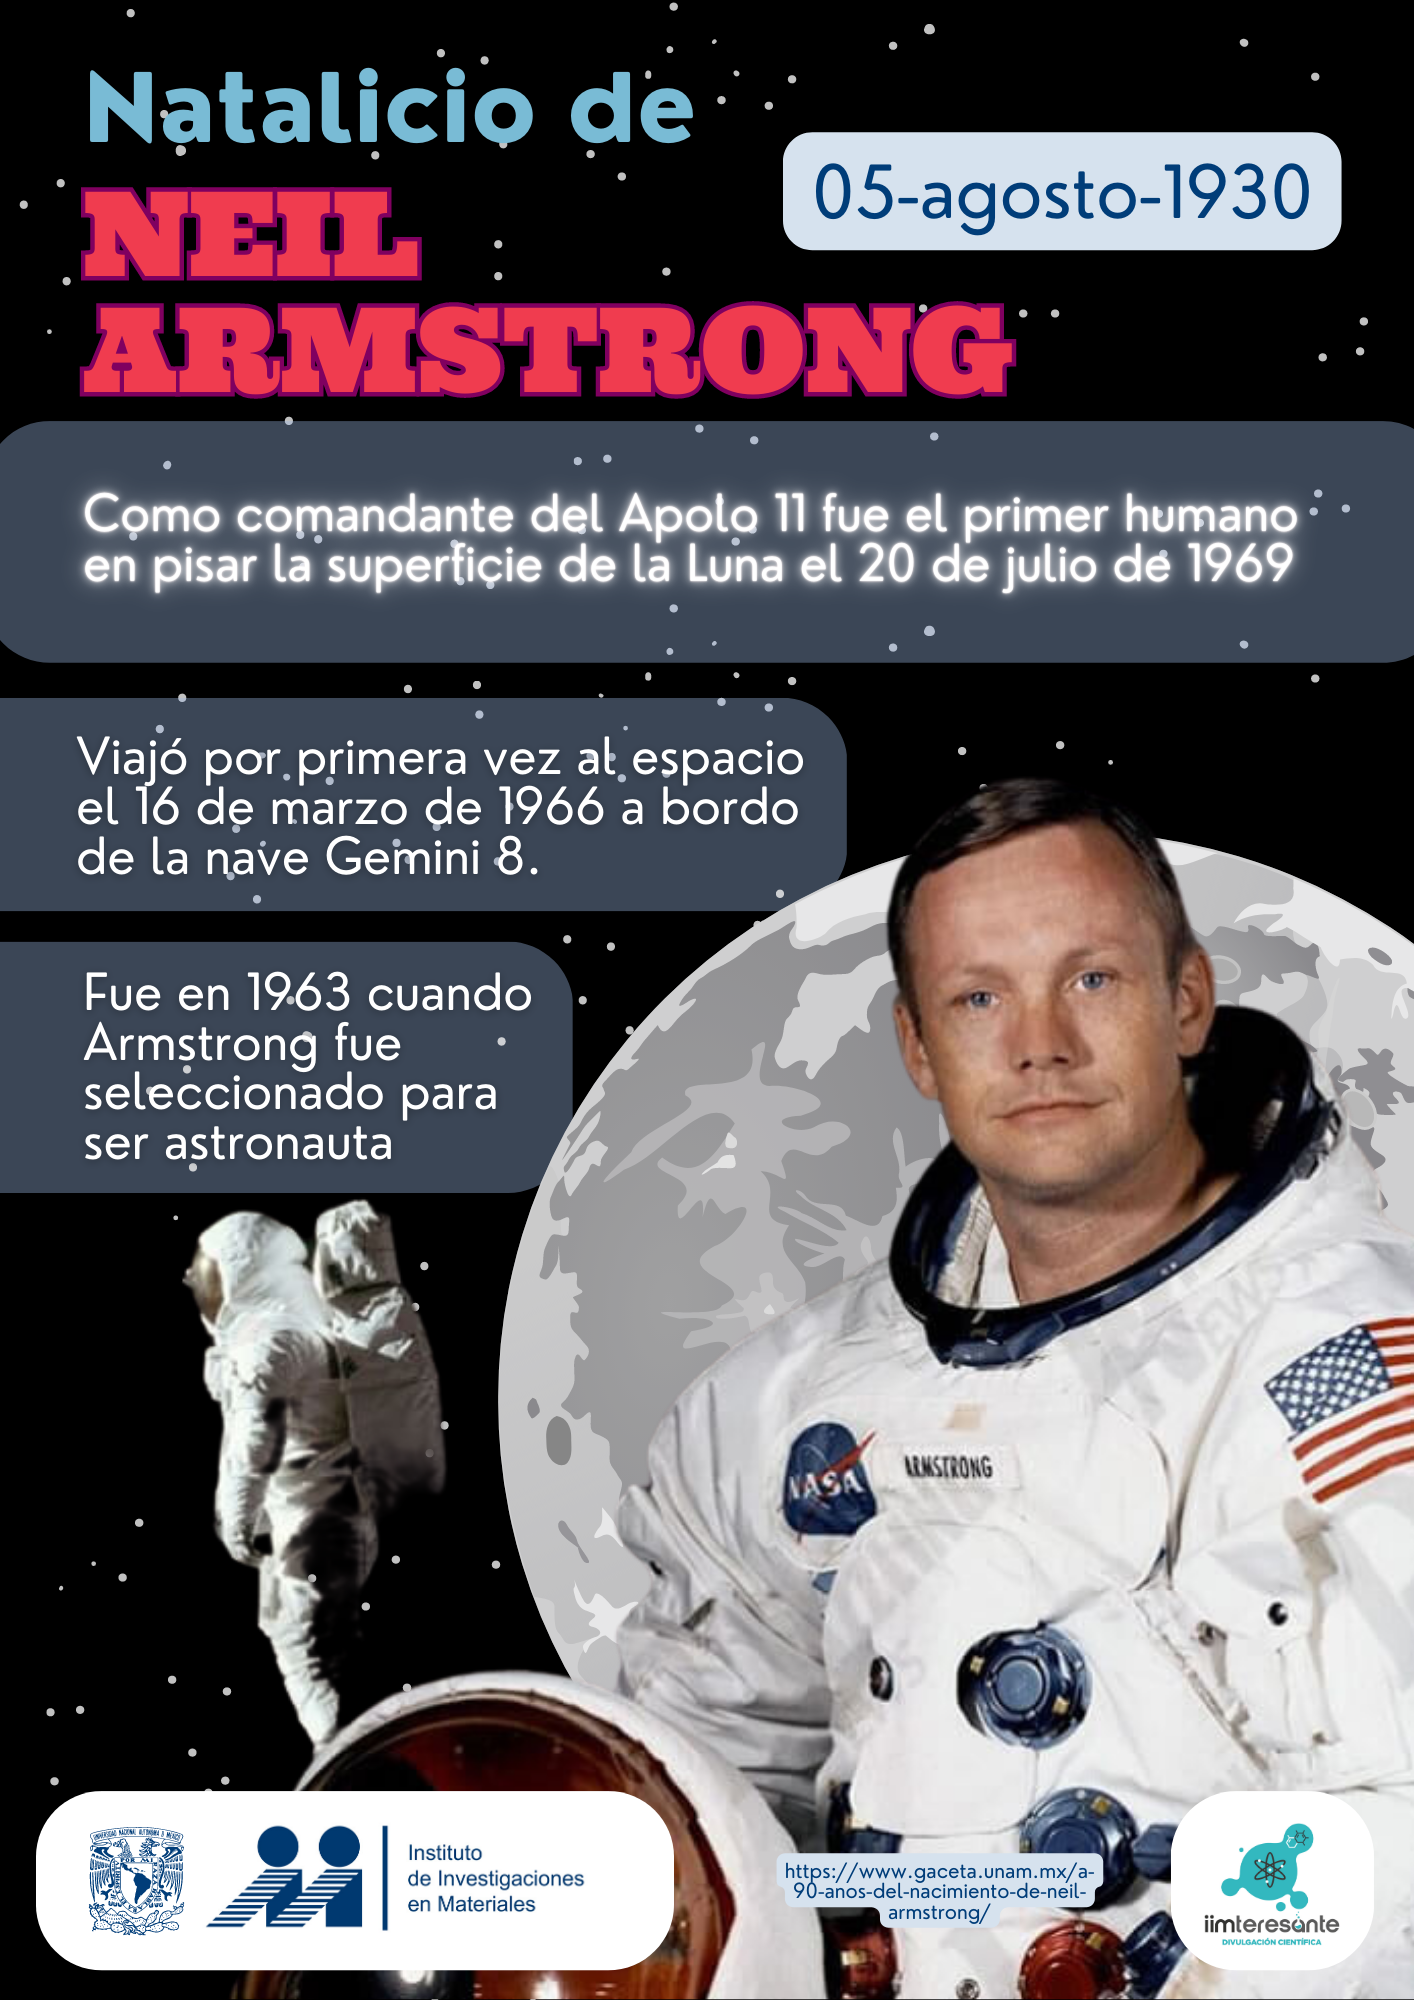 Natalicio de
NEIL
ARMSTRONG
05-agosto-1930
Como comandante del Apolo 11 fue el primer humano
en pisar la superficie de la Luna el 20 de julio de 1969
Viajó por primera vez al espacio
el 16 de marzo de 1966 a bordo
de la nave Gemini 8.
Fue en 1963 cuando
Armstrong fue
seleccionado para
ser astronauta
NASA
ARMSTRONG
Instituto
de Investigaciones
en Materiales
https://www.gaceta.unam.mx/a-
90-anos-del-nacimiento-de-neil-
armstrong/
iimteresante
DIVULGACIÓN CIENTÍFICA